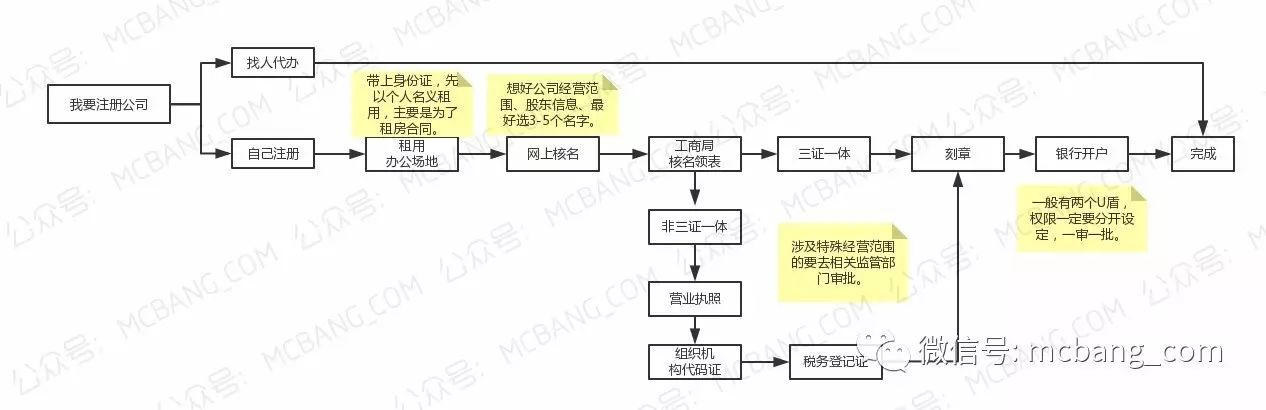 找人代办
我要注册公司
带上身份证，先
以个人名义租
用，主要是为了
租房合同。
想好公司经营范
围、股东信息、最
好选3-5个名字。
自己注册
租用
办公场地
网上核名
工商局
核名领表
三证一体
刻章
银行开户
完成
一般有两个U盾，
权限一定要分开设
定，一审一批。
非三证一体
涉及特殊经营范围
的要去相关监管部
门审批。
营业执照
组织机
构代码证
税务登记证
微信号: mcbang_com
公众号: MCBANG_COM